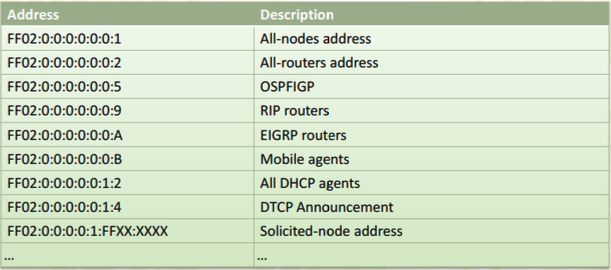 Address Description
FF02:0:0:0:0:0:0:1 All-nodes address
FF02:0:0:0:0:0:0:2 All-routers address
FF02:0:0:0:0:0:0:5 OSPFIGP
FF02:0:0:0:0:0:0:9 RIP routers
FF02:0:0:0:0:0:0:A EIGRP routers
FF02:0:0:0:0:0:0:B Mobile agents
FF02:0:0:0:0:0:1:2 All DHCP agents
FF02:0:0:0:0:0:1:4 DTCP Announcement
FF02:0:0:0:0:1:FFXX:XXXX Solicited-node address
... ...